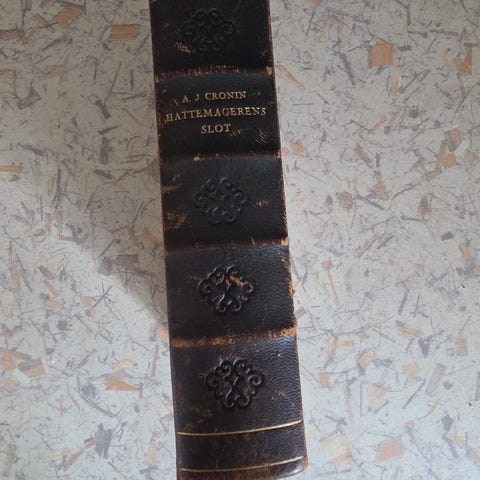 A. J. CRONIN
HATTEMAGERENS
SLOT